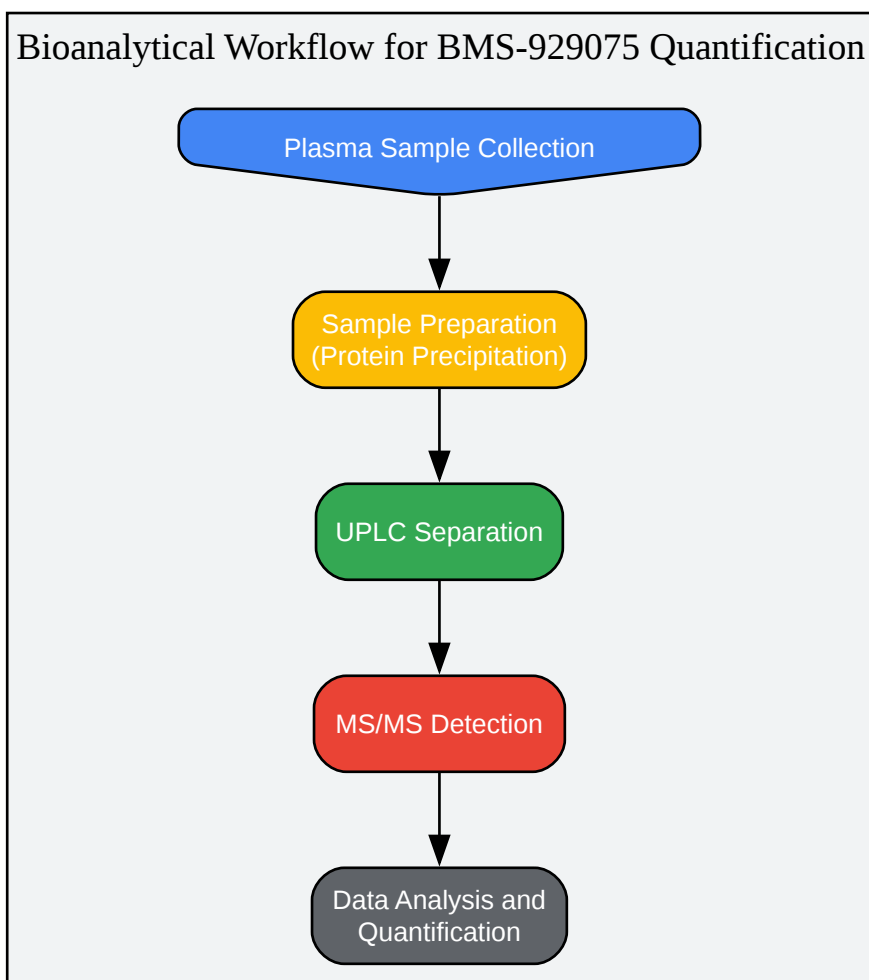 Bioanalytical Workflow for BMS-929075 Quantification
Plasma Sample Collection
Sample Preparation
(Protein Precipitation)
UPLC Separation
MS/MS Detection
Data Analysis and
Quantification